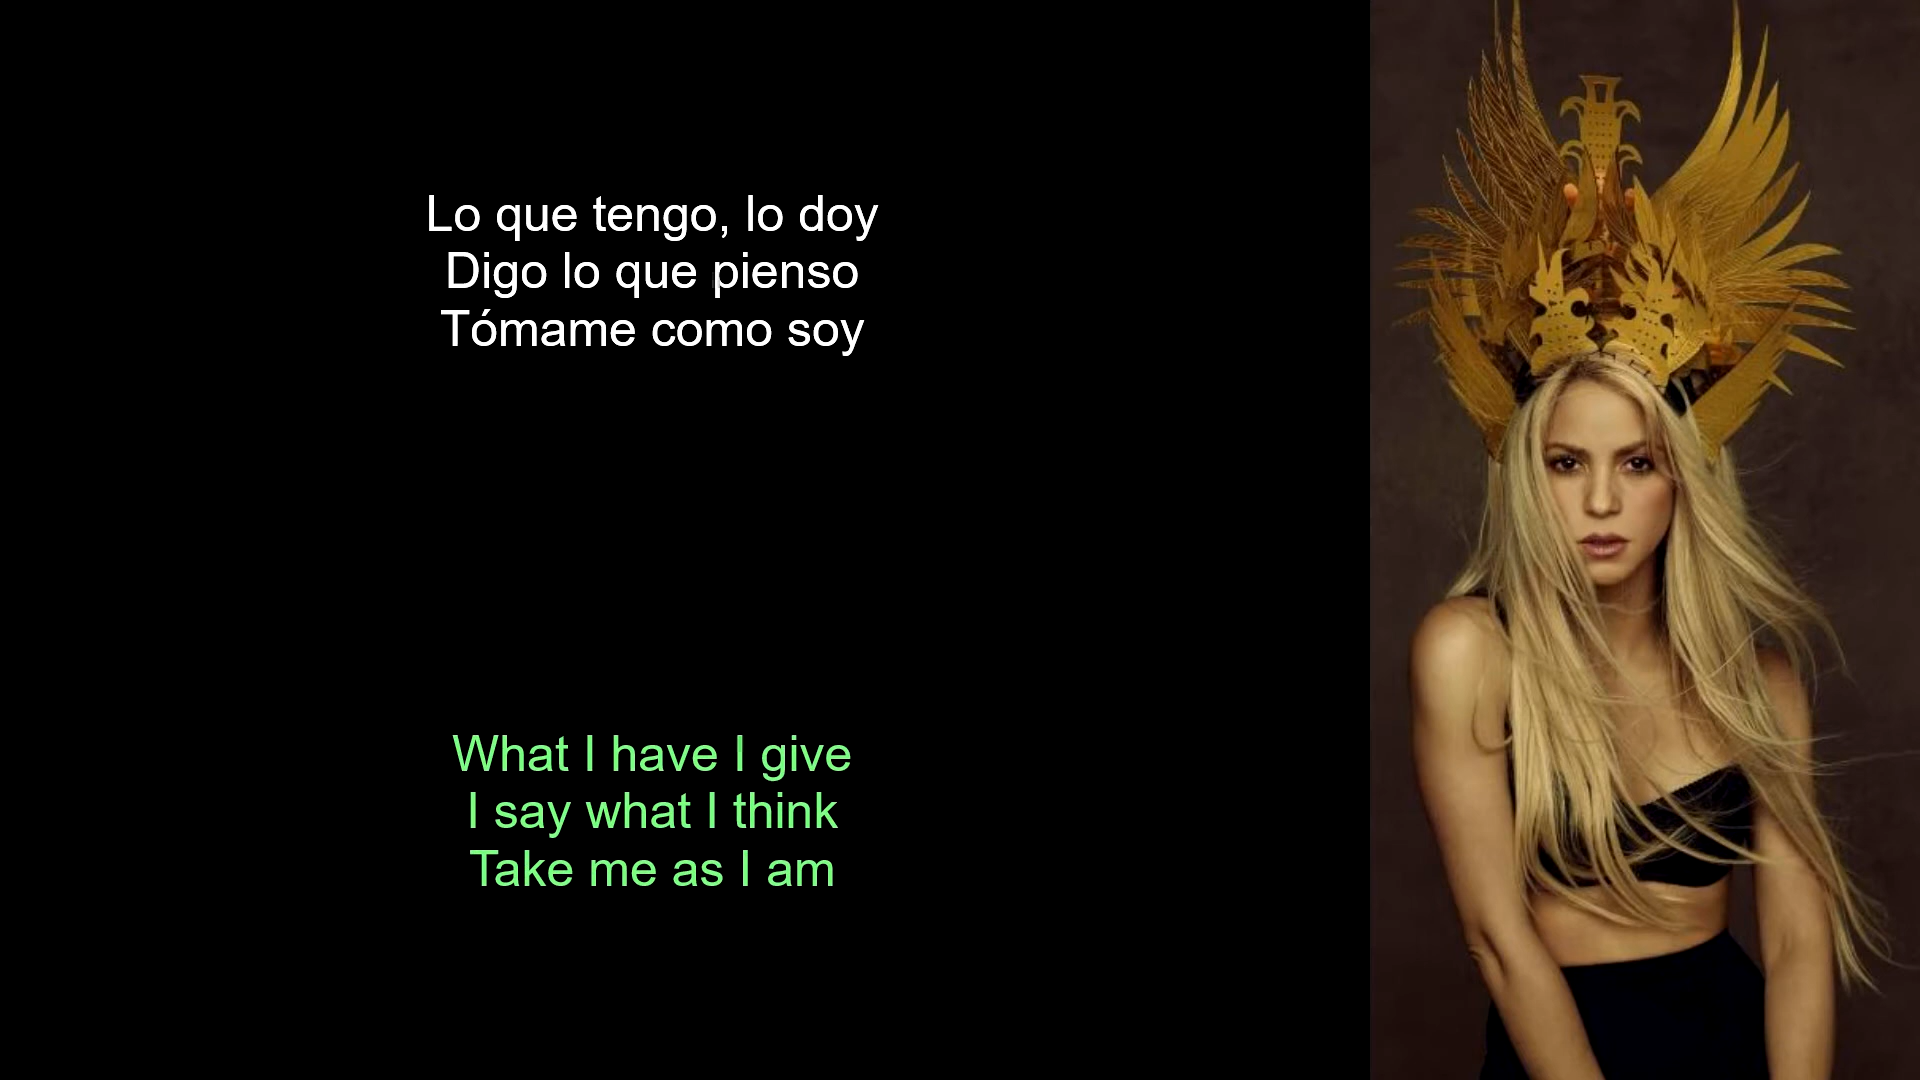 Lo que tengo, lo doy
Digo lo que pienso
Tómame como soy
What I have I give
I say what I think
Take me as I am